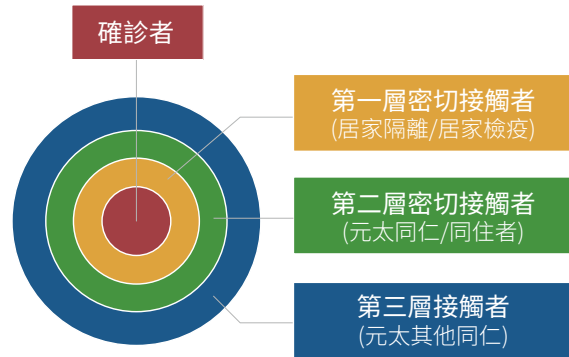 確診者
第一層密切接觸者
(居家隔離/居家檢疫)
第二層密切接觸者
(元太同仁/同住者)
第三層接觸者
(元太其他同仁)